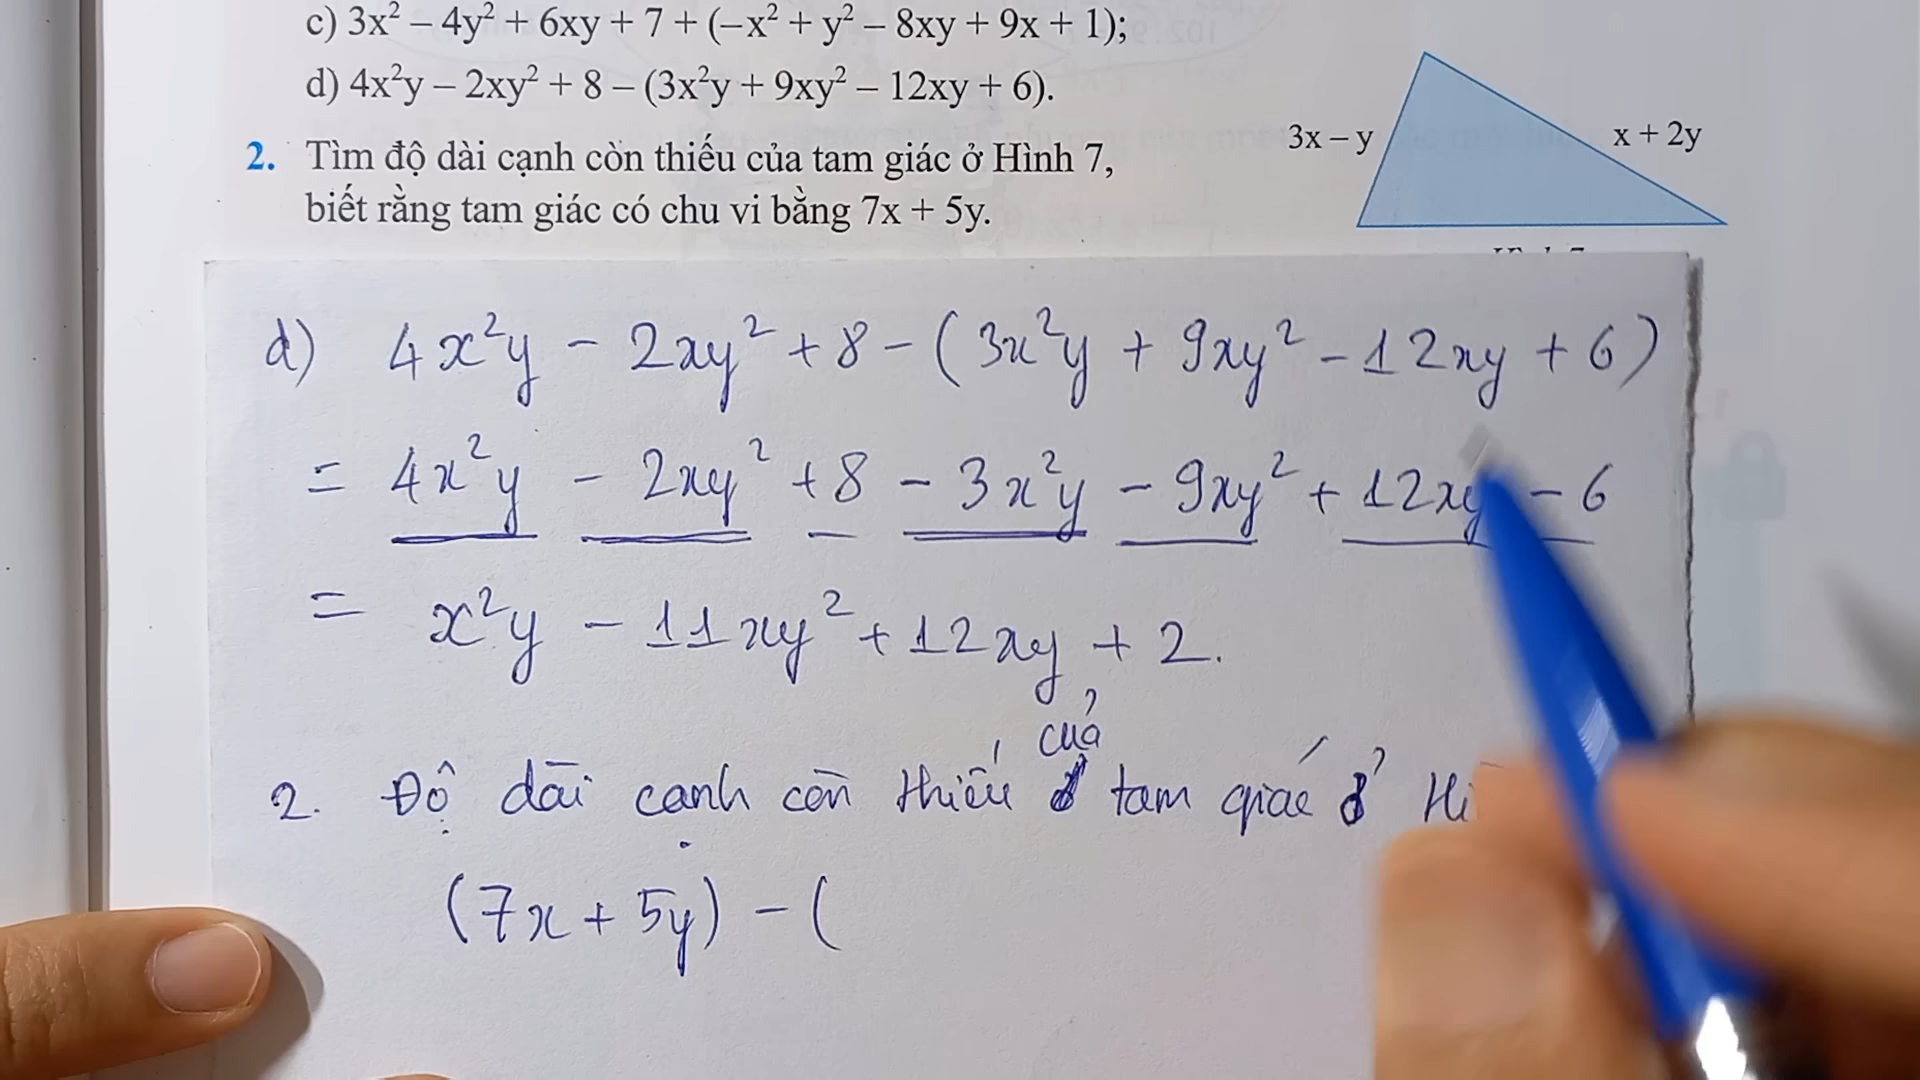 c) 3x² – 4y² + 6xy + 7 + (–x² + y² – 8xy + 9x + 1);
d) 4x²y – 2xy² + 8 – (3x²y + 9xy² – 12xy + 6).
2. Tìm độ dài cạnh còn thiếu của tam giác ở Hình 7,
biết rằng tam giác có chu vi bằng 7x + 5y.
3x – y
x + 2y
d) 4x²y - 2xy² + 8 - (3x²y + 9xy² - 12xy + 6)
= 4x²y - 2xy² + 8 - 3x²y - 9xy² + 12xy - 6
= x²y - 11xy² + 12xy + 2.
2. Độ dài cạnh còn thiếu của tam giác ở
(7x + 5y) - (